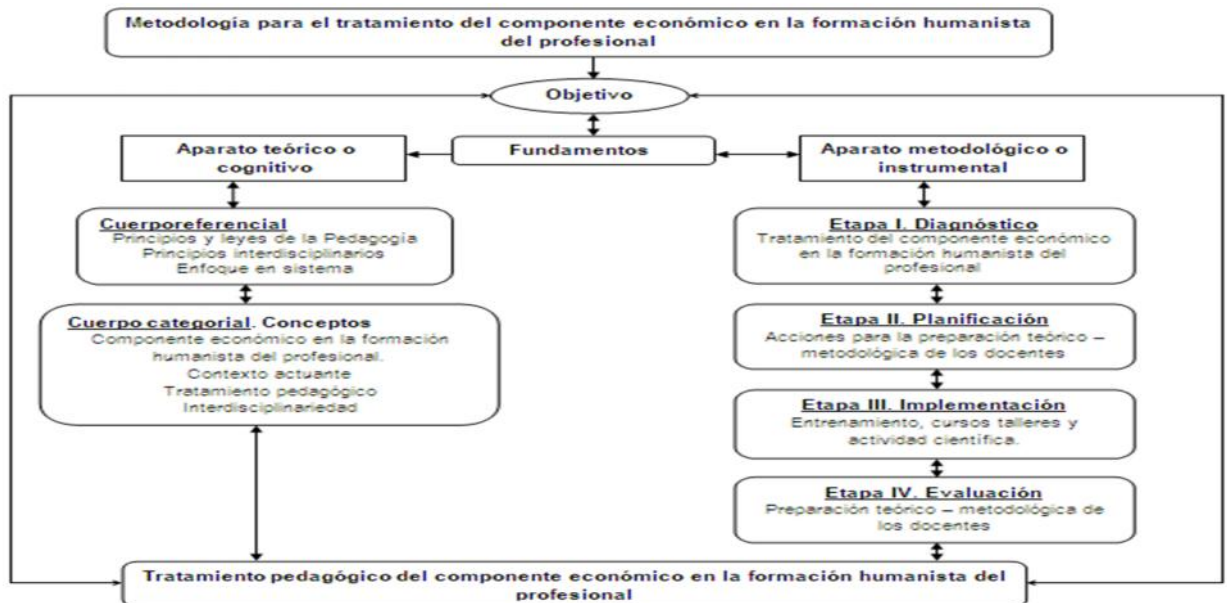 Metodología para el tratamiento del componente económico en la formación humanista
del profesional
Objetivo
Fundamentos
Aparato teórico o
cognitivo
Cuerporeferencial
Principios y leyes de la Pedagogía
Principios interdisciplinarios
Enfoque en sistema
Cuerpo categorial. Conceptos
Componente económico en la formación
humanista del profesional.
Contexto actuante
Tratamiento pedagógico
Interdisciplinariedad
Aparato metodológico o
instrumental
Etapa I. Diagnóstico
Tratamiento del componente económico
en la formación humanista del
profesional
Etapa II. Planificación
Acciones para la preparación teórico –
metodológica de los docentes
Etapa III. Implementación
Entrenamiento, cursos talleres y
actividad científica.
Etapa IV. Evaluación
Preparación teórico – metodológica de
los docentes
Tratamiento pedagógico del componente económico en la formación humanista del
profesional